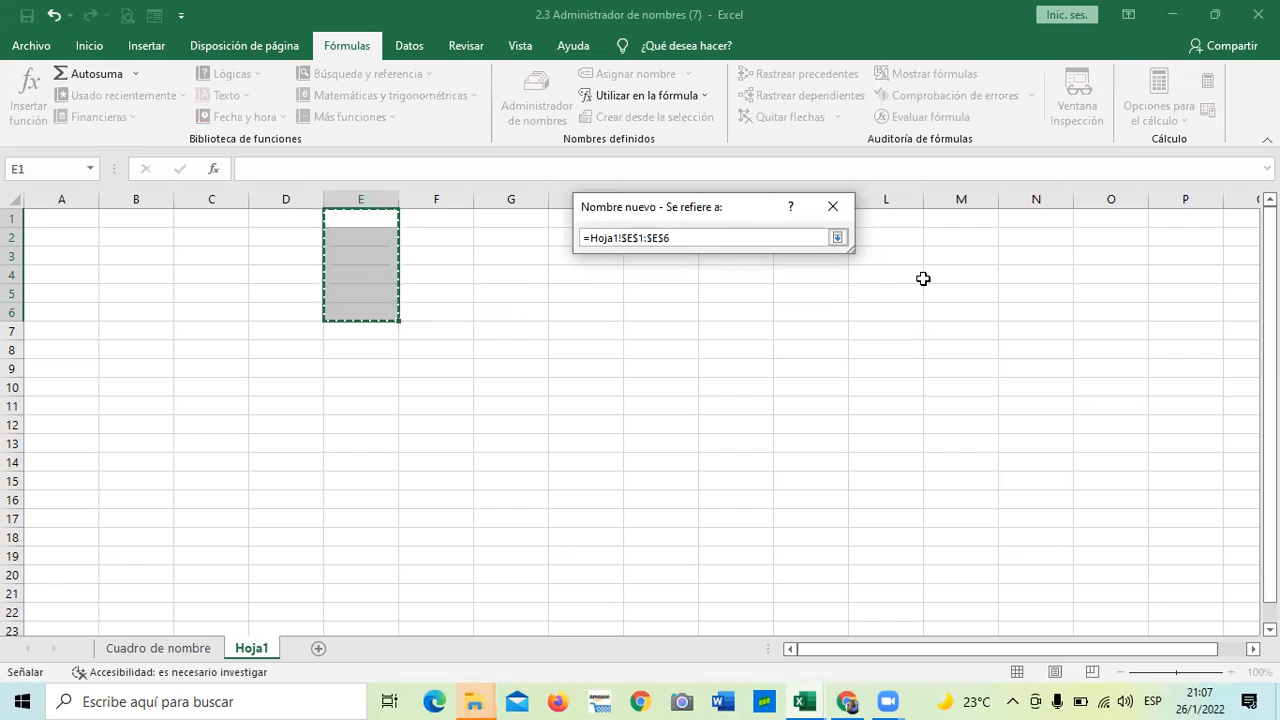 2.3 Administrador de nombres (7) - Excel
Inic. ses.
Archivo Inicio Insertar Disposición de página Fórmulas Datos Revisar Vista Ayuda ¿Qué desea hacer? Compartir
Insertar función
Autosuma
Usado recientemente
Financieras
Lógicas
Texto
Fecha y hora
Búsqueda y referencia
Matemáticas y trigonométricas
Más funciones
Biblioteca de funciones
Administrador de nombres
Asignar nombre
Utilizar en la fórmula
Crear desde la selección
Nombres definidos
Rastrear precedentes
Rastrear dependientes
Quitar flechas
Mostrar fórmulas
Comprobación de errores
Evaluar fórmula
Auditoría de fórmulas
Ventana Inspección
Opciones para el cálculo
Cálculo
E1
fx
A B C D E F G L M N O P
Nombre nuevo - Se refiere a: ?
=Hoja1!$E$1:$E$6
1
2
3
4
5
6
7
8
9
10
11
12
13
14
15
16
17
18
19
20
21
22
23
Cuadro de nombre Hoja1
Señalar Accesibilidad: es necesario investigar 100%
Escribe aquí para buscar
23°C ESP
21:07
26/1/2022